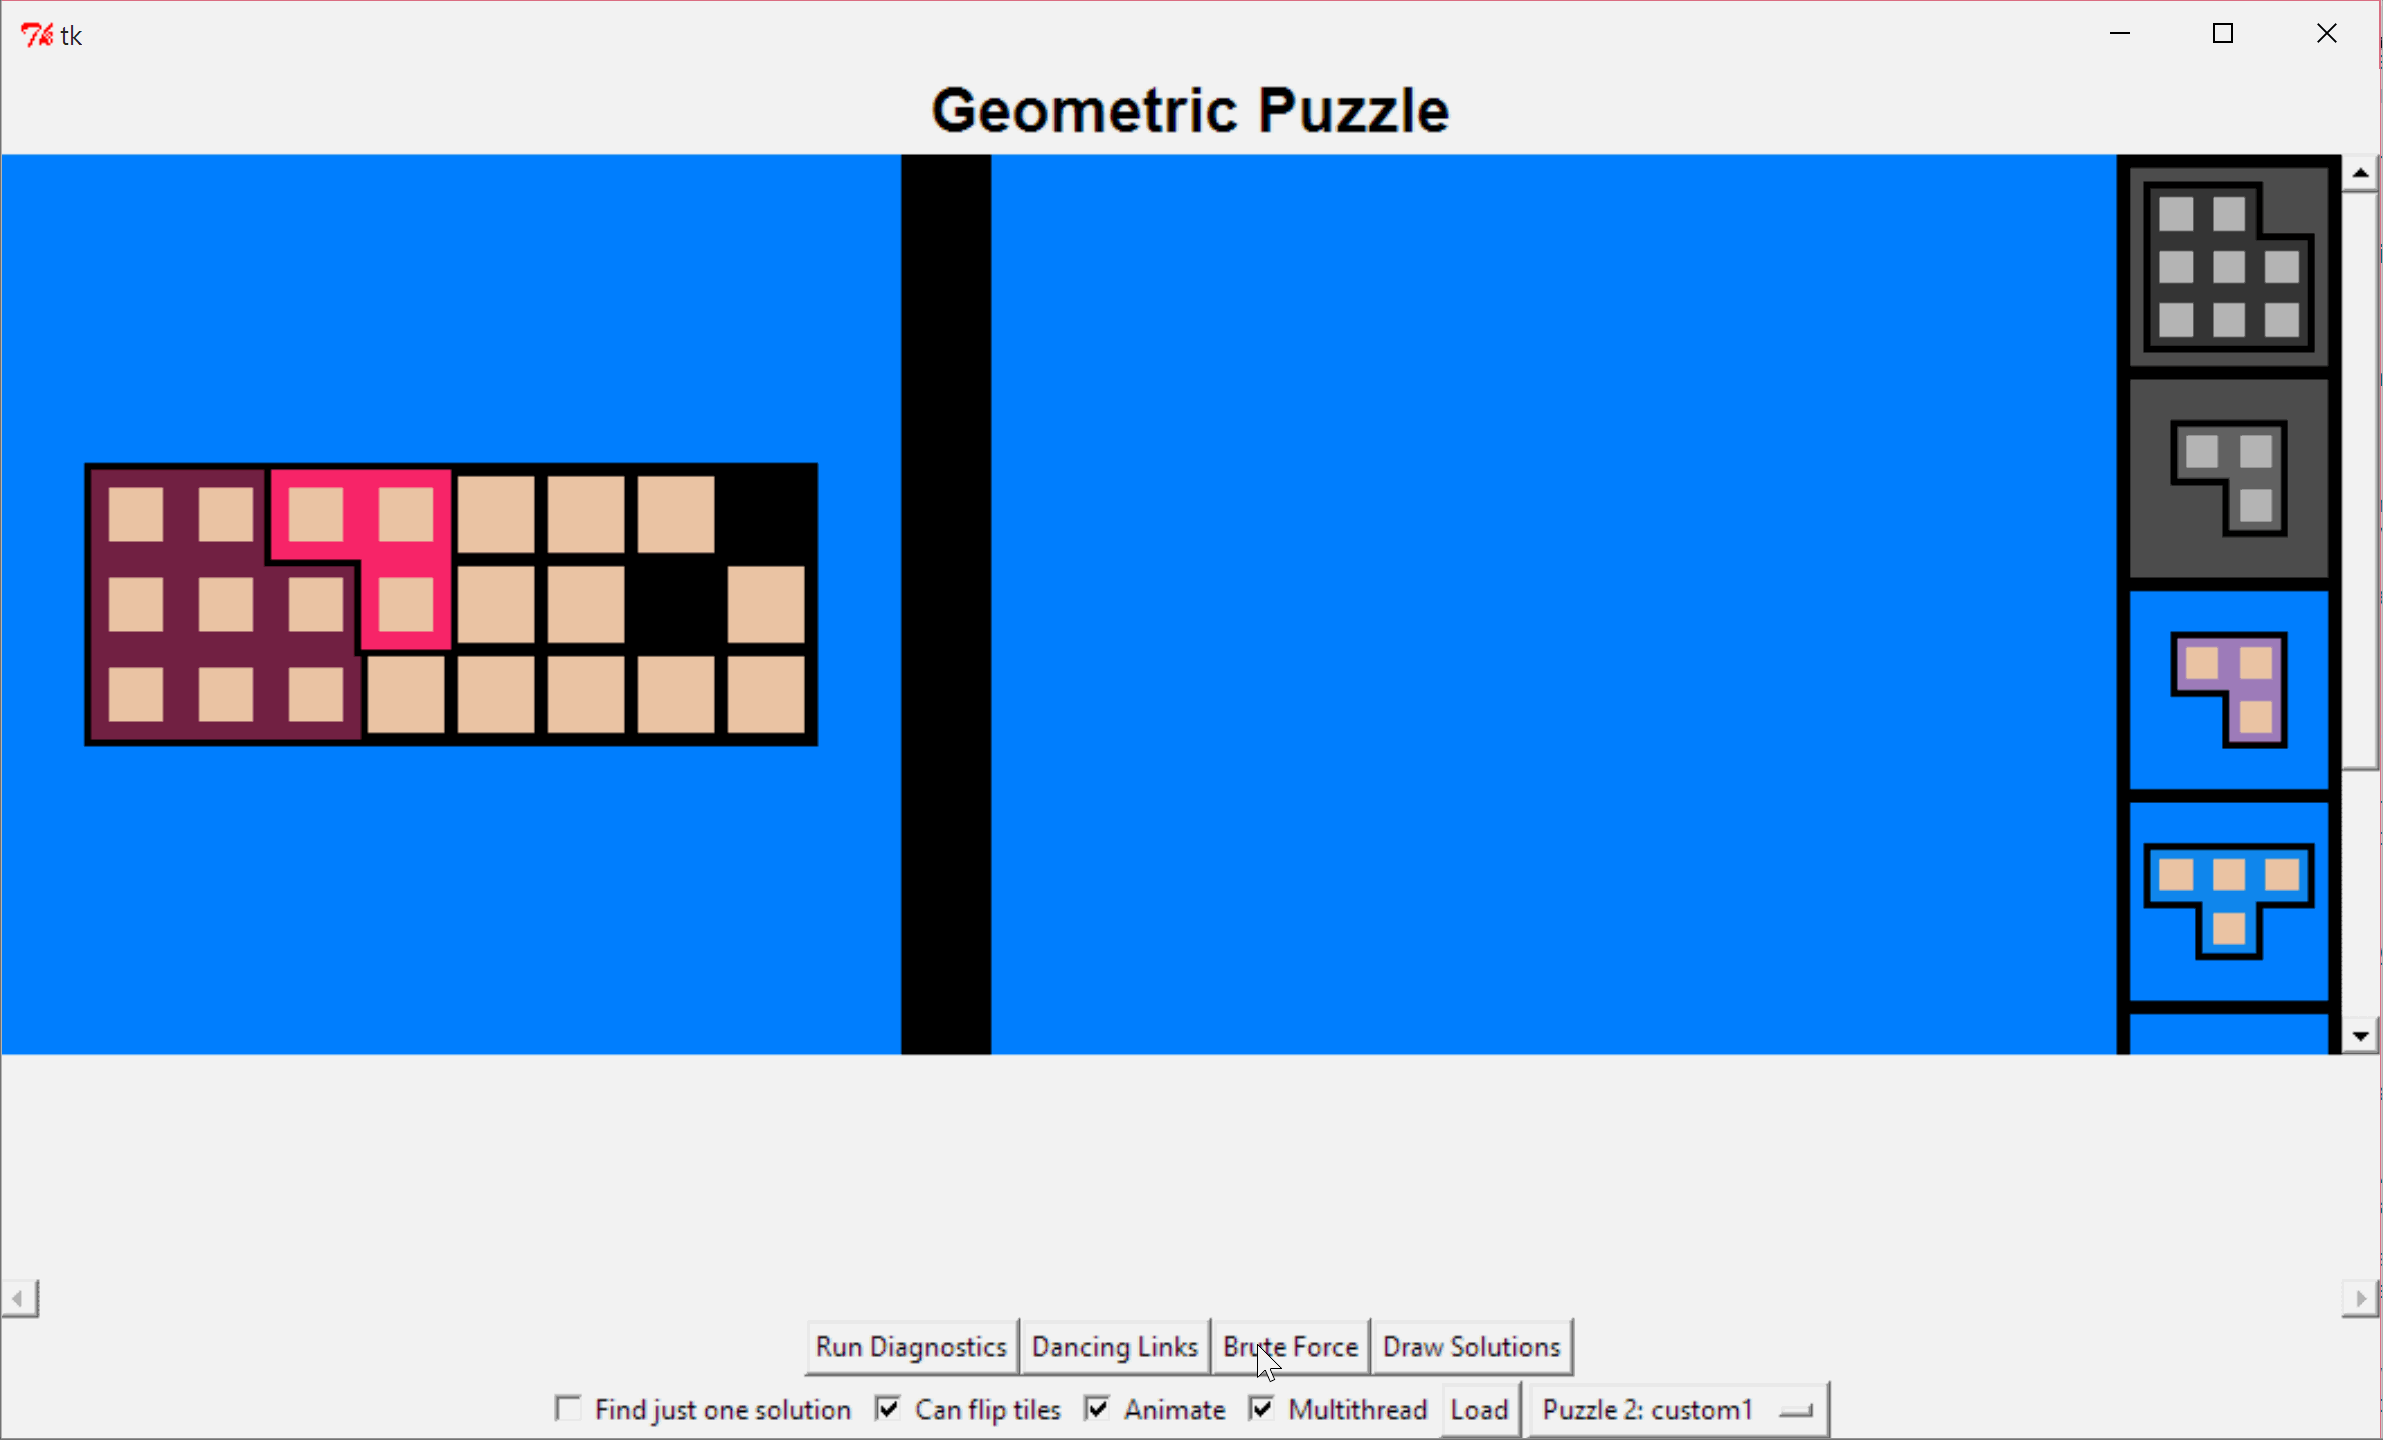 tk
Geometric Puzzle
Run Diagnostics Dancing Links Brute Force Draw Solutions
Find just one solution Can flip tiles Animate Multithread Load Puzzle 2: custom1